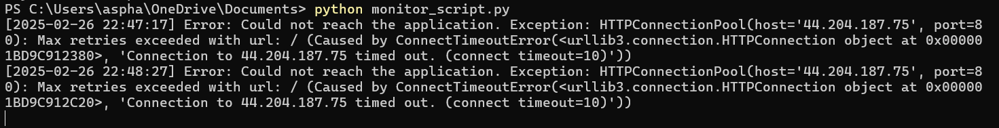 PS C:\Users\aspha\OneDrive\Documents> python monitor_script.py
[2025-02-26 22:47:17] Error: Could not reach the application. Exception: HTTPConnectionPool(host='44.204.187.75', port=8
0): Max retries exceeded with url: / (Caused by ConnectTimeoutError(<urllib3.connection.HTTPConnection object at 0x00000
1BD9C912380>, 'Connection to 44.204.187.75 timed out. (connect timeout=10)'))
[2025-02-26 22:48:27] Error: Could not reach the application. Exception: HTTPConnectionPool(host='44.204.187.75', port=8
0): Max retries exceeded with url: / (Caused by ConnectTimeoutError(<urllib3.connection.HTTPConnection object at 0x00000
1BD9C912C20>, 'Connection to 44.204.187.75 timed out. (connect timeout=10)'))